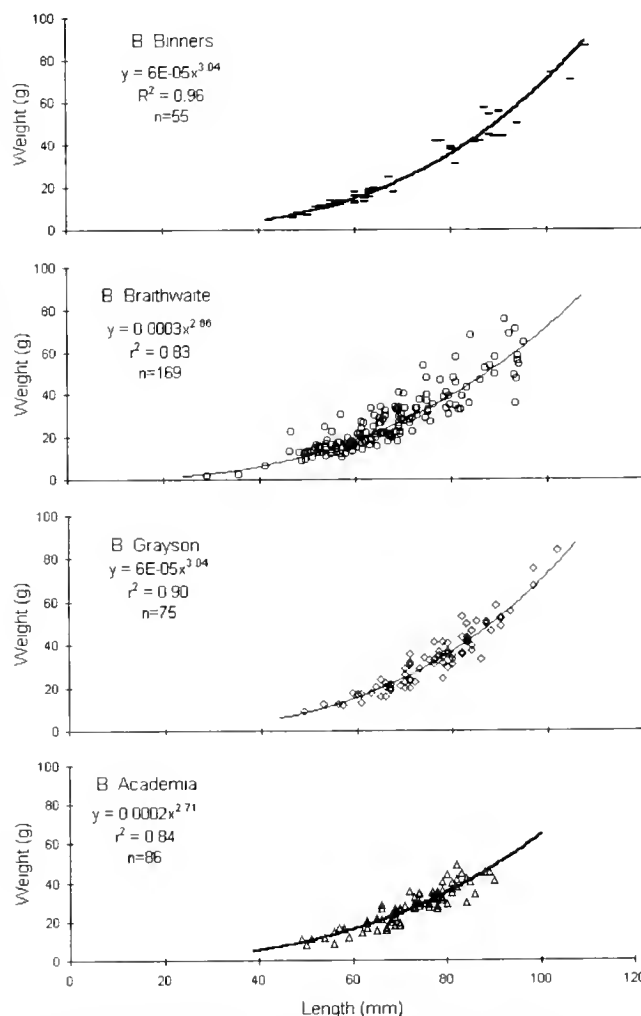 100
80
60
40
20
0
Weight (g)
B Binners
y = 6E-05x^3.04
R² = 0.96
n=55
100
80
60
40
20
0
Weight (g)
B Braithwaite
y = 0.0003x^2.86
r² = 0.83
n=169
100
80
60
40
20
0
Weight (g)
B Grayson
y = 6E-05x^3.04
r² = 0.90
n=75
100
80
60
40
20
0
Weight (g)
B Academia
y = 0.0002x^2.71
r² = 0.84
n=86
0 20 40 60 80 100 120
Length (mm)